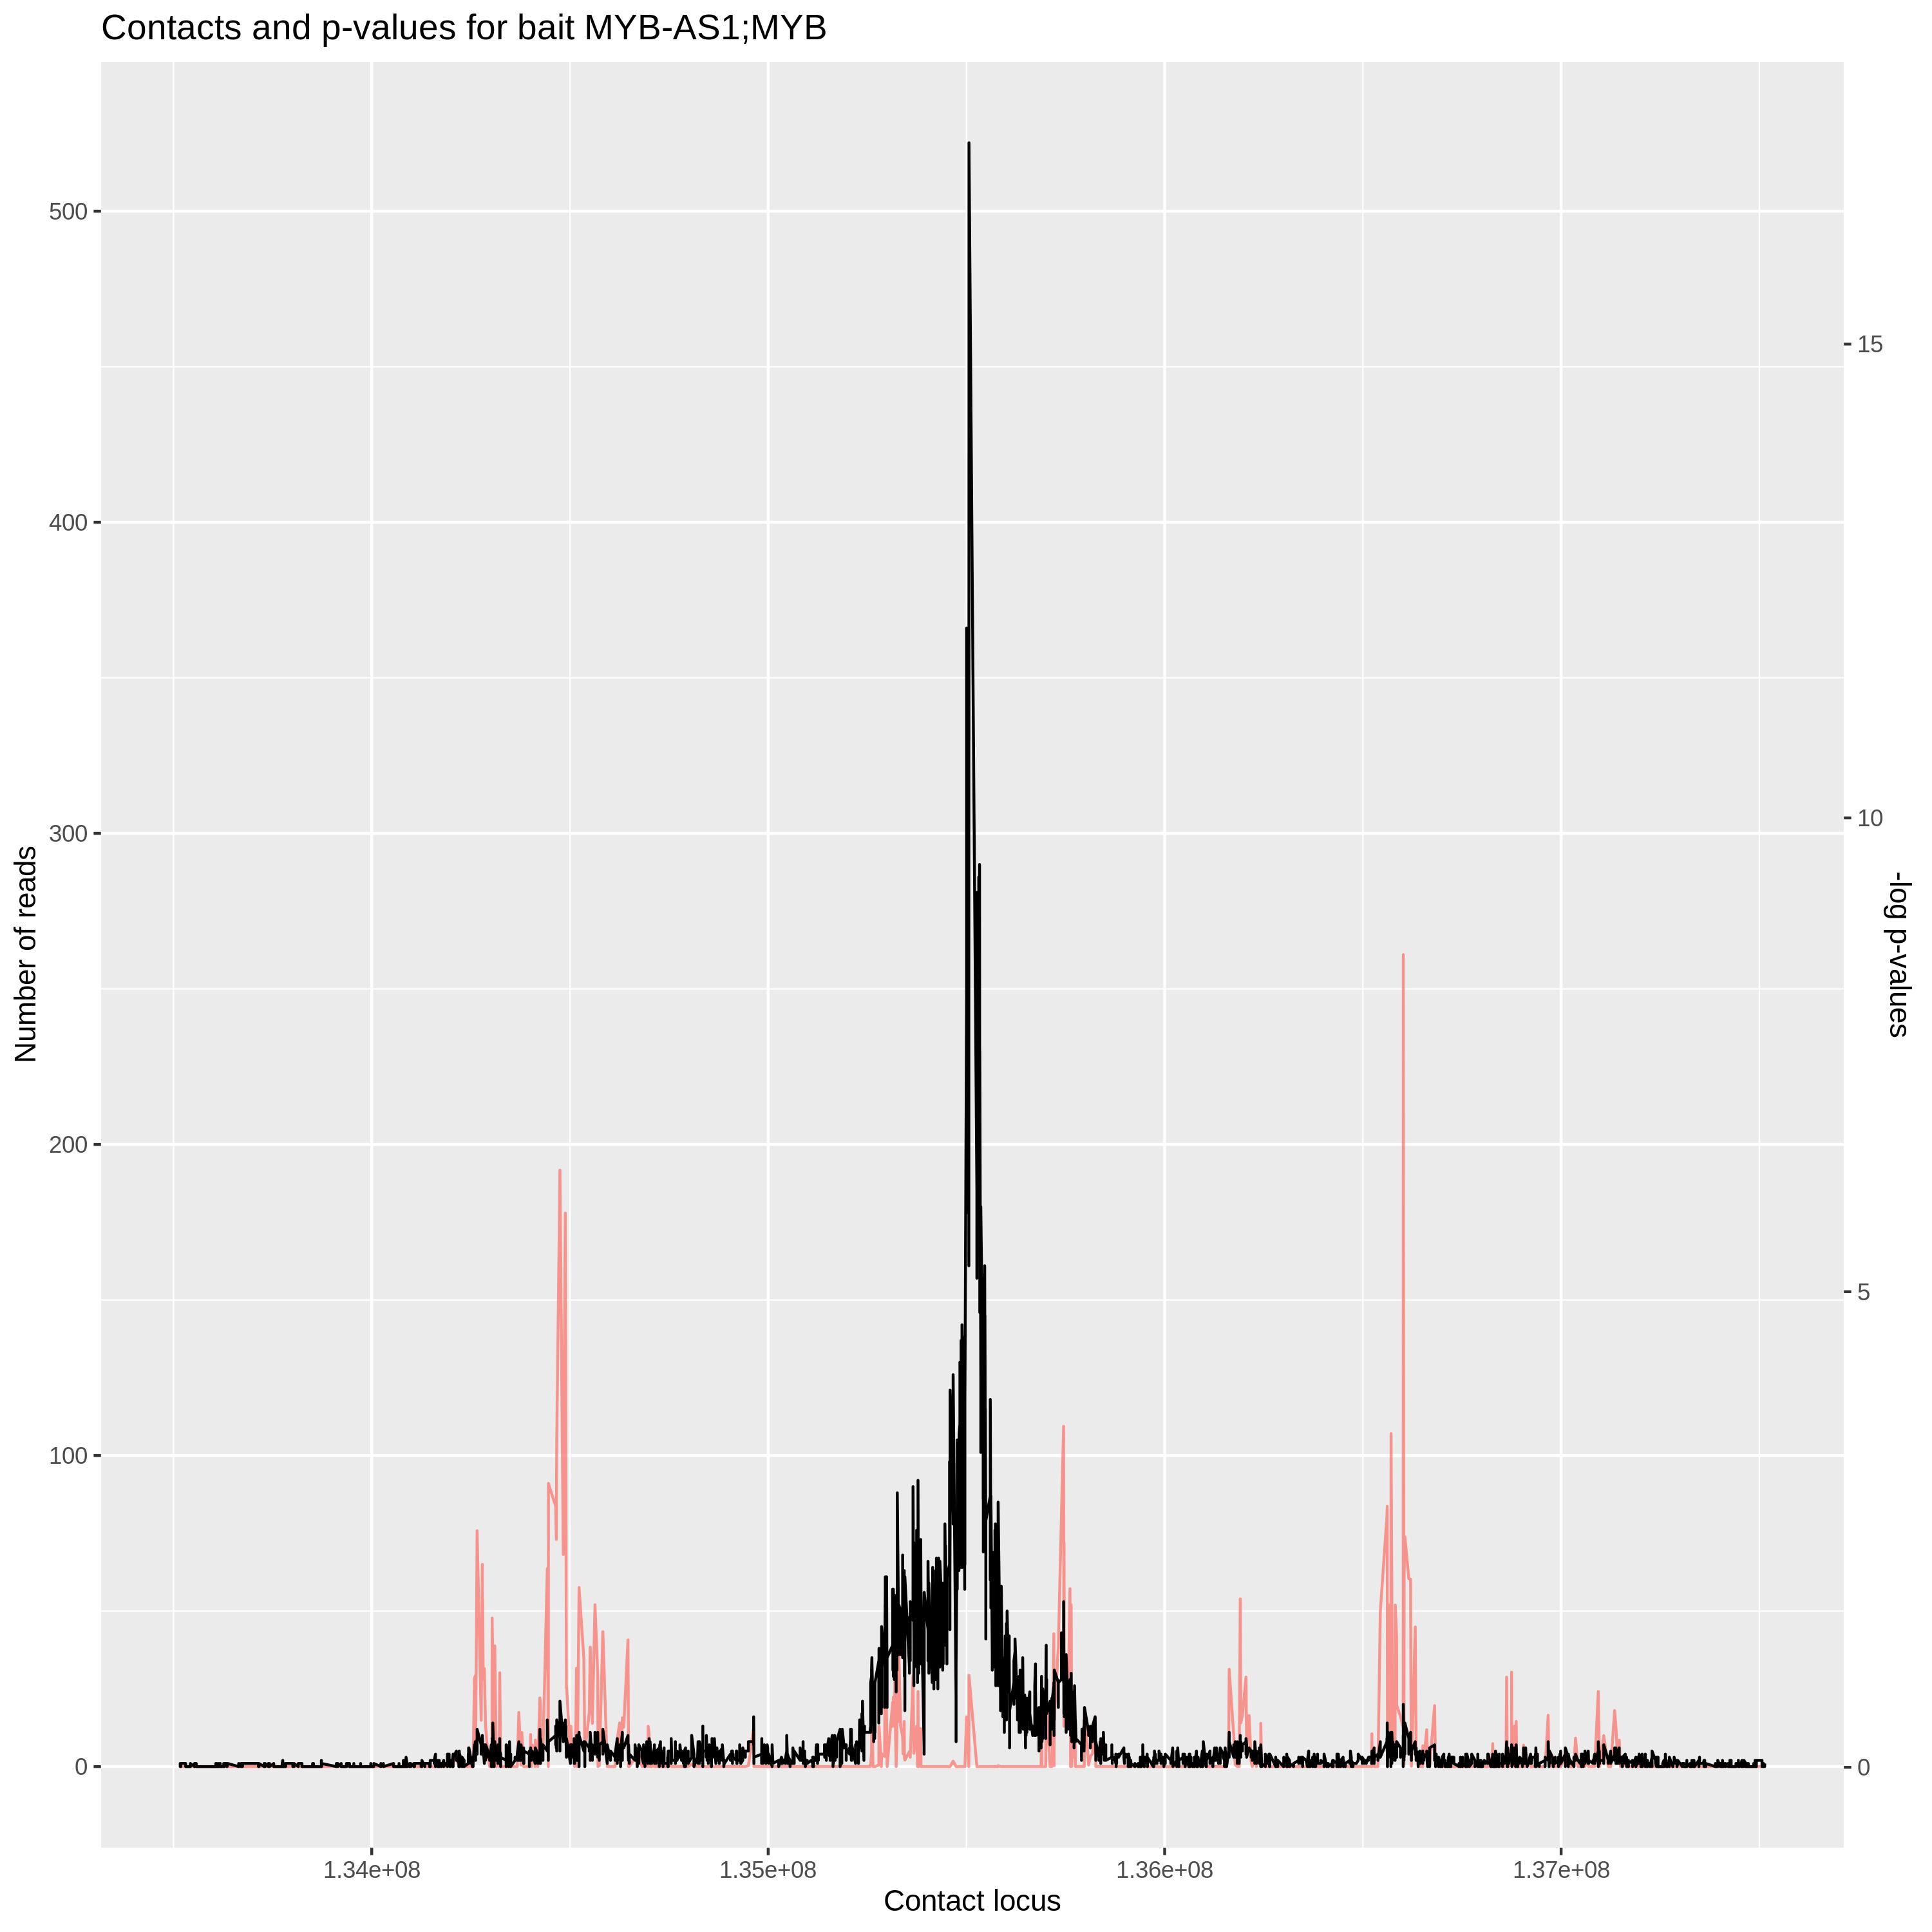 Contacts and p-values for bait MYB-AS1;MYB
500
400
300
200
100
0
Number of reads
15
10
5
0
-log p-values
1.34e+08
1.35e+08
1.36e+08
1.37e+08
Contact locus